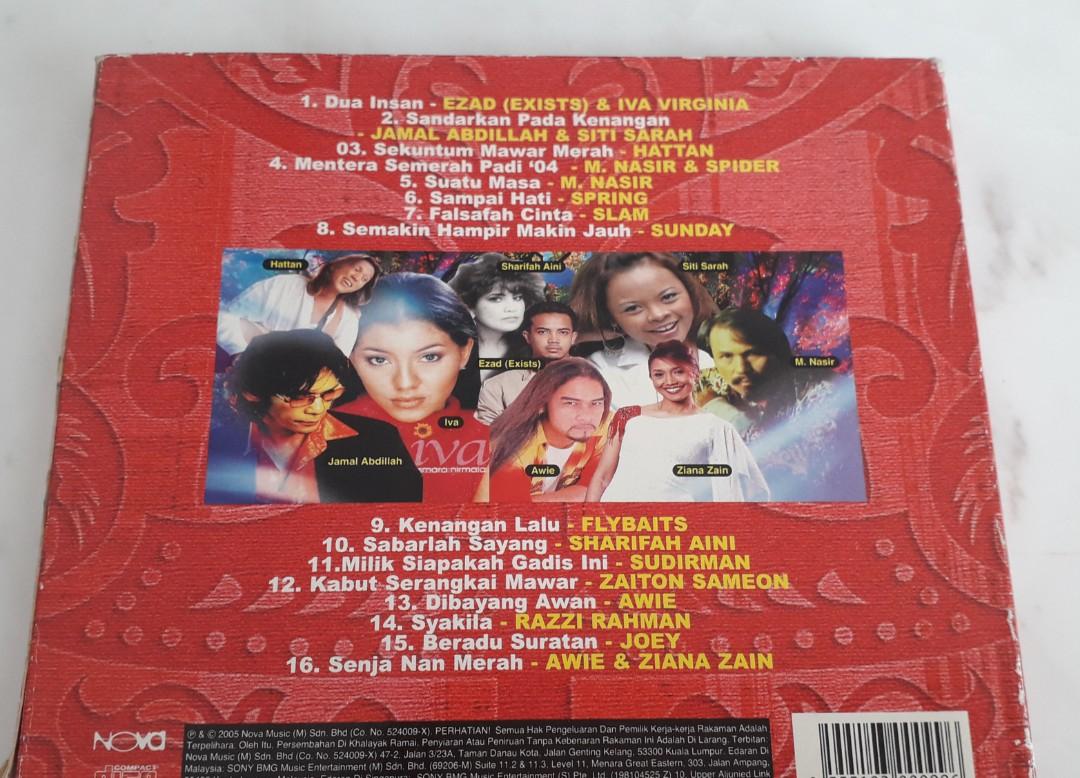 1. Dua Insan - EZAD (EXISTS) & IVA VIRGINIA
2. Sandarkan Pada Kenangan
- JAMAL ABDILLAH & SITI SARAH
03. Sekuntum Mawar Merah - HATTAN
4. Mentera Semerah Padi '04 - M. NASIR & SPIDER
5. Suatu Masa - M. NASIR
6. Sampai Hati - SPRING
7. Falsafah Cinta - SLAM
8. Semakin Hampir Makin Jauh - SUNDAY
Hattan
Sharifah Aini
Siti Sarah
Ezad (Exists)
M. Nasir
Iva
iva
Jamal Abdillah
Awie
Ziana Zain
9. Kenangan Lalu - FLYBAITS
10. Sabarlah Sayang - SHARIFAH AINI
11.Milik Siapakah Gadis Ini - SUDIRMAN
12. Kabut Serangkai Mawar - ZAITON SAMEON
13. Dibayang Awan - AWIE
14. Syakila - RAZZI RAHMAN
15. Beradu Suratan - JOEY
16. Senja Nan Merah - AWIE & ZIANA ZAIN
NOVA
COMPACT
℗ & © 2005 Nova Music (M) Sdn. Bhd (Co. No. 524009-X). PERHATIAN! Semua Hak Pengeluaran Dan Pemilik Kerja-kerja Rakaman Adalah
Terpelihara. Oleh Itu. Persembahan Di Khalayak Ramai. Penyiaran Atau Peniruan Tanpa Kebenaran Rakaman Ini Adalah Di Larang. Terbitan:
Nova Music (M) Sdn. Bhd (Co. No. 524009-X) 47-2, Jalan 3/23A, Taman Danau Kota, Jalan Genting Kelang, 53300 Kuala Lumpur. Edaran Di
Malaysia: SONY BMG Music Entertainment (M) Sdn. Bhd. (69206-M) Suite 11.2 & 11.3, Level 11, Menara Great Eastern, 303, Jalan Ampang,